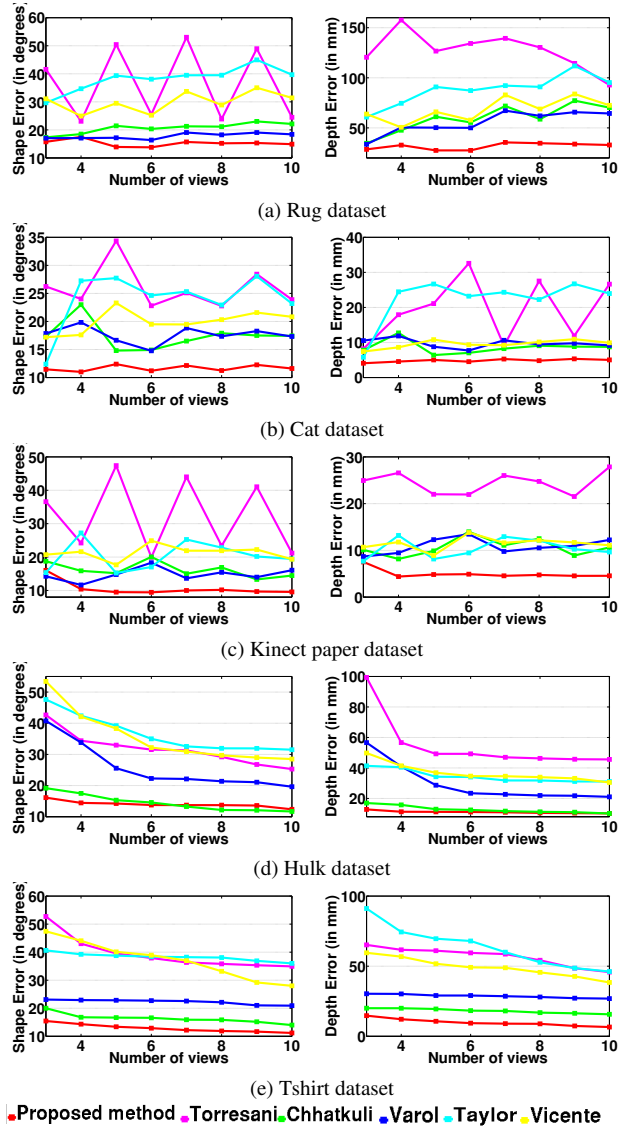 Shape Error (in degrees)
60
50
40
30
20
10
4 6 8 10
Number of views
Depth Error (in mm)
150
100
50
4 6 8 10
Number of views
(a) Rug dataset
Shape Error (in degrees)
35
30
25
20
15
10
4 6 8 10
Number of views
Depth Error (in mm)
40
30
20
10
0
4 6 8 10
Number of views
(b) Cat dataset
Shape Error (in degrees)
50
40
30
20
10
4 6 8 10
Number of views
Depth Error (in mm)
30
20
10
0
4 6 8 10
Number of views
(c) Kinect paper dataset
Shape Error (in degrees)
50
40
30
20
10
4 6 8 10
Number of views
Depth Error (in mm)
100
80
60
40
20
4 6 8 10
Number of views
(d) Hulk dataset
Shape Error (in degrees)
60
50
40
30
20
10
4 6 8 10
Number of views
Depth Error (in mm)
100
50
0
4 6 8 10
Number of views
(e) Tshirt dataset
Proposed method Torresani Chhatkuli Varol Taylor Vicente